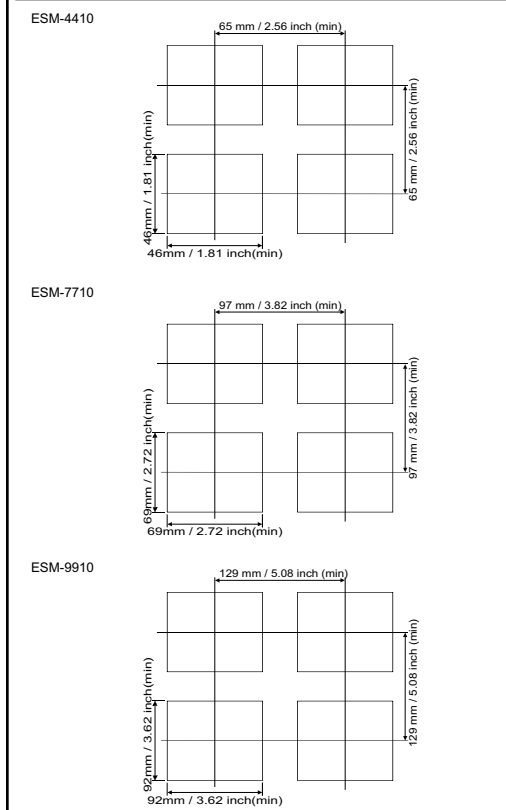 ESM-4410
65 mm / 2.56 inch (min)
65 mm / 2.56 inch (min)
46mm / 1.81 inch(min)
46mm / 1.81 inch(min)
ESM-7710
97 mm / 3.82 inch (min)
97 mm / 3.82 inch (min)
69mm / 2.72 inch(min)
69mm / 2.72 inch(min)
ESM-9910
129 mm / 5.08 inch (min)
129 mm / 5.08 inch (min)
92mm / 3.62 inch(min)
92mm / 3.62 inch(min)